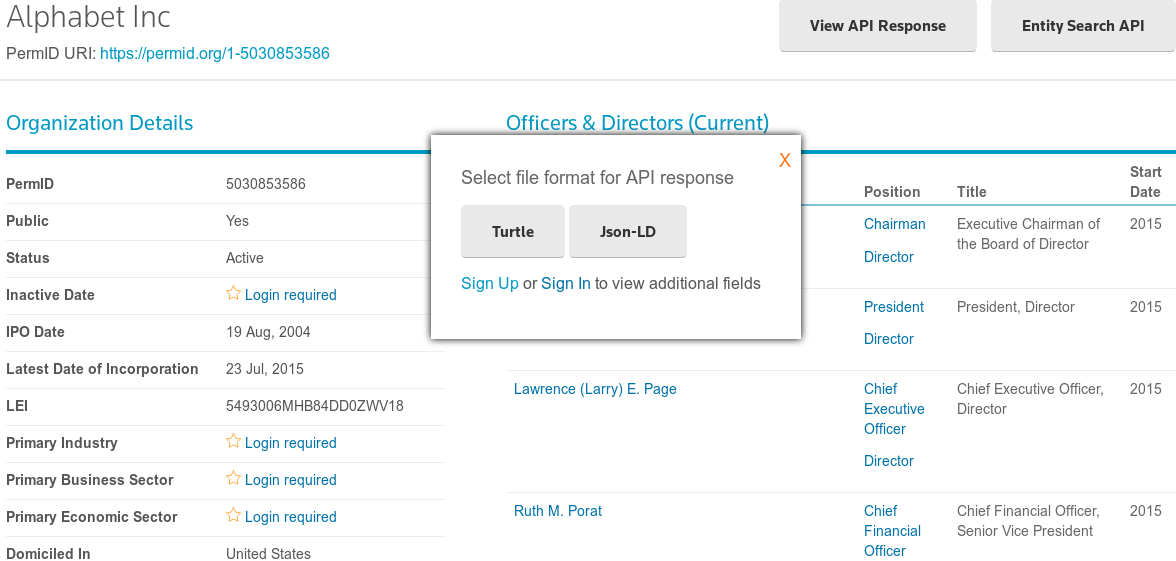 Alphabet Inc
View API Response
Entity Search API
PermID URI: https://permid.org/1-5030853586
Organization Details
Officers & Directors (Current)
X
Select file format for API response
Turtle
Json-LD
Sign Up or Sign In to view additional fields
PermID 5030853586
Public Yes
Status Active
Inactive Date Login required
IPO Date 19 Aug, 2004
Latest Date of Incorporation 23 Jul, 2015
LEI 5493006MHB84DD0ZWV18
Primary Industry Login required
Primary Business Sector Login required
Primary Economic Sector Login required
Domiciled In United States
Position Title Start
Date
Chairman Executive Chairman of 2015
the Board of Director
Director
President President, Director 2015
Director
Lawrence (Larry) E. Page Chief Chief Executive Officer, 2015
Executive Director
Officer
Director
Ruth M. Porat Chief Chief Financial Officer, 2015
Financial Senior Vice President
Officer